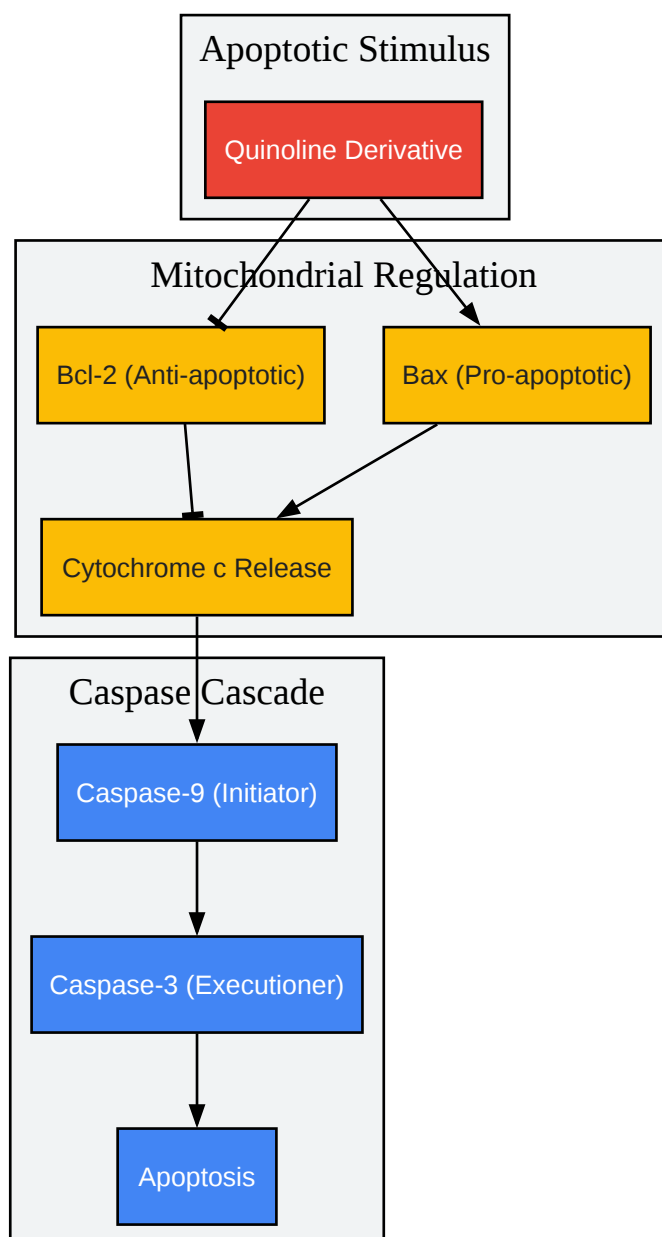 Apoptotic Stimulus
Quinoline Derivative
Mitochondrial Regulation
Bcl-2 (Anti-apoptotic)
Bax (Pro-apoptotic)
Cytochrome c Release
Caspase Cascade
Caspase-9 (Initiator)
Caspase-3 (Executioner)
Apoptosis